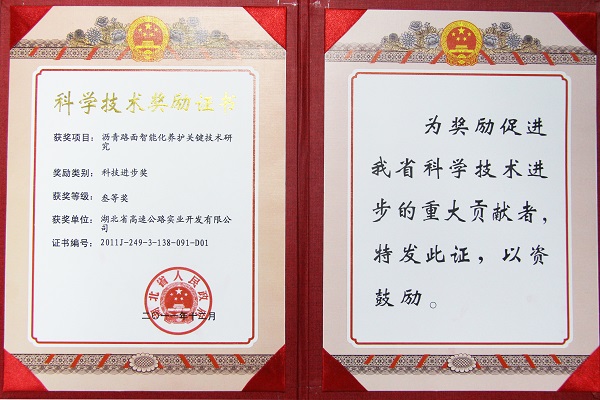 科学技术奖励证书
获奖项目：沥青路面智能化养护关键技术研
究
奖励类别：科技进步奖
获奖等级：叁等奖
获奖单位：湖北省高速公路实业开发有限公
司
证书编号：2011J-249-3-138-091-D01
湖北省人民政府
二〇一一年十二月
为奖励促进
我省科学技术进
步的重大贡献者，
特发此证，以资
鼓励。